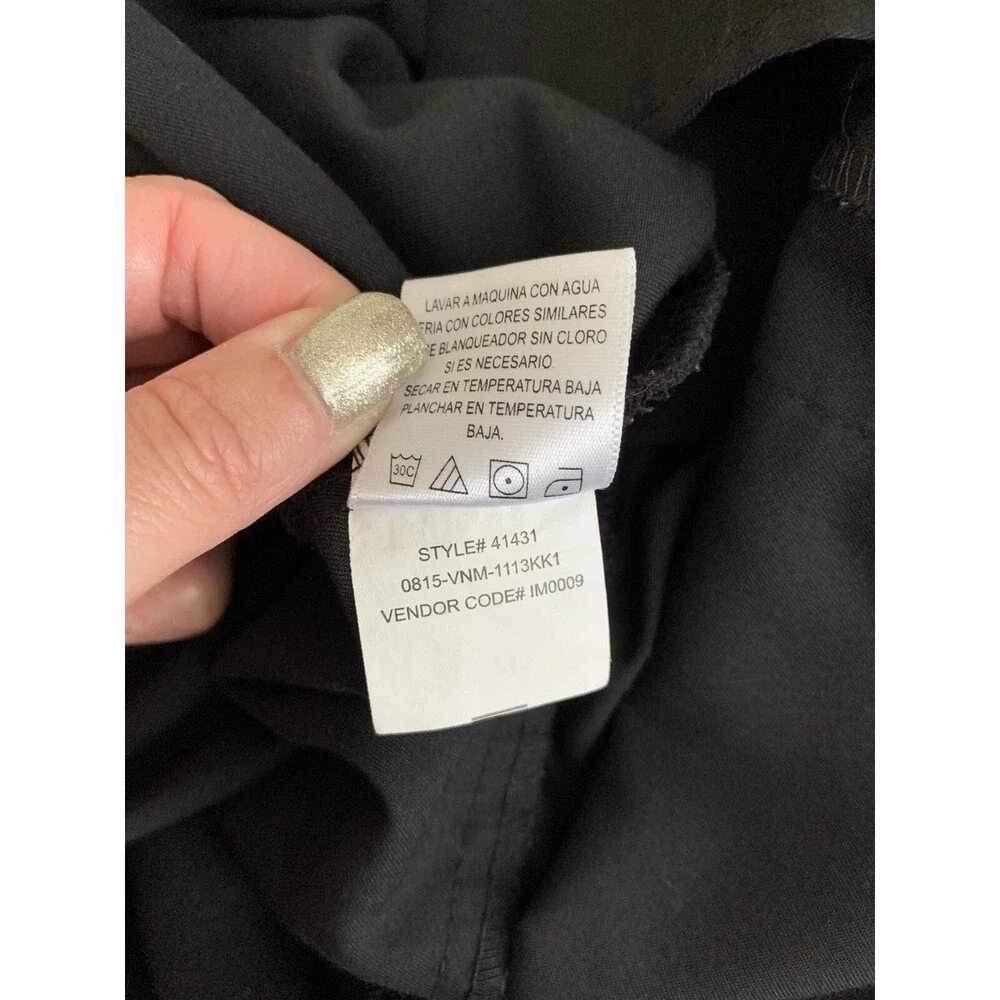 LAVAR A MAQUINA CON AGUA
CON COLORES SIMILARES
BLANQUEADOR SIN CLORO
SI ES NECESARIO.
SECAR EN TEMPERATURA BAJA
PLANCHAR EN TEMPERATURA
BAJA.
30C
STYLE# 41431
0815-VNM-1113KK1
VENDOR CODE# IM0009